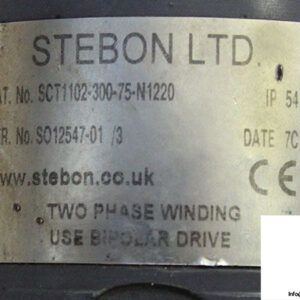 STEBON LTD.
AT. No. SCT1102-300-75-N1220 IP 54
R. No. SO12547-01 /3 DATE 7C
www.stebon.co.uk CE
TWO PHASE WINDING
USE BIPOLAR DRIVE